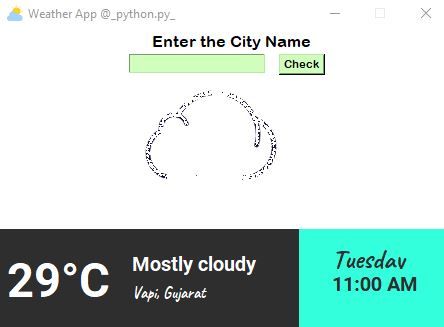 Weather App @_python.py_
Enter the City Name
Check
29°C
Mostly cloudy
Vapi, Gujarat
Tuesday
11:00 AM